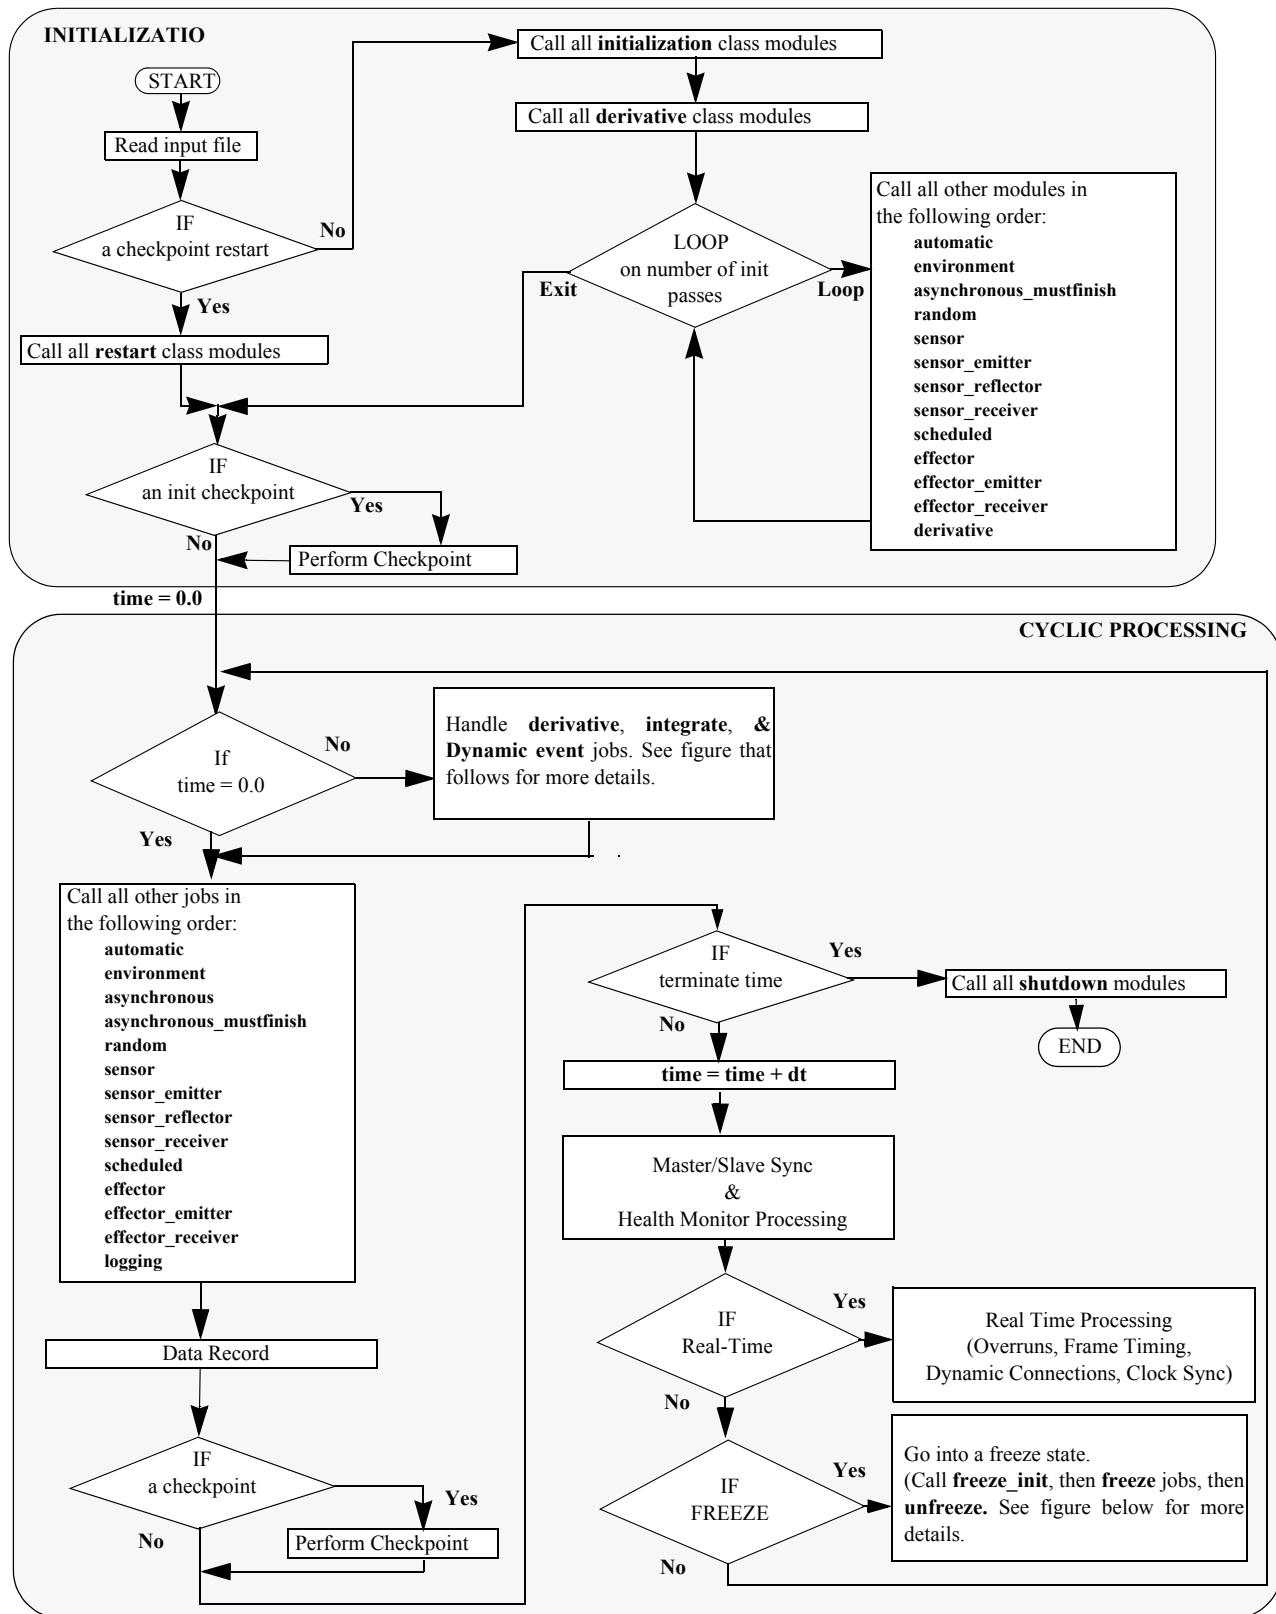 INITIALIZATIO
START
Read input file
IF
a checkpoint restart
No
Yes
Call all restart class modules
Call all initialization class modules
Call all derivative class modules
LOOP
on number of init
passes
Exit
Loop
Call all other modules in
the following order:
automatic
environment
asynchronous_mustfinish
random
sensor
sensor_emitter
sensor_reflector
sensor_receiver
scheduled
effector
effector_emitter
effector_receiver
derivative
IF
an init checkpoint
Yes
No
Perform Checkpoint
time = 0.0
CYCLIC PROCESSING
If
time = 0.0
No
Yes
Handle derivative, integrate, &
Dynamic event jobs. See figure that
follows for more details.
Call all other jobs in
the following order:
automatic
environment
asynchronous
asynchronous_mustfinish
random
sensor
sensor_emitter
sensor_reflector
sensor_receiver
scheduled
effector
effector_emitter
effector_receiver
logging
Data Record
IF
a checkpoint
Yes
No
Perform Checkpoint
IF
terminate time
Yes
No
Call all shutdown modules
END
time = time + dt
Master/Slave Sync
&
Health Monitor Processing
IF
Real-Time
Yes
No
Real Time Processing
(Overruns, Frame Timing,
Dynamic Connections, Clock Sync)
IF
FREEZE
Yes
No
Go into a freeze state.
(Call freeze_init, then freeze jobs, then
unfreeze. See figure below for more
details.